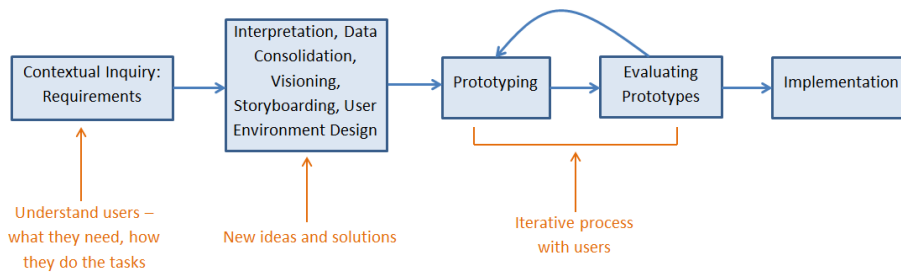 Contextual Inquiry:
Requirements
Interpretation, Data
Consolidation,
Visioning,
Storyboarding, User
Environment Design
Prototyping
Evaluating
Prototypes
Implementation
Understand users –
what they need, how
they do the tasks
New ideas and solutions
Iterative process
with users